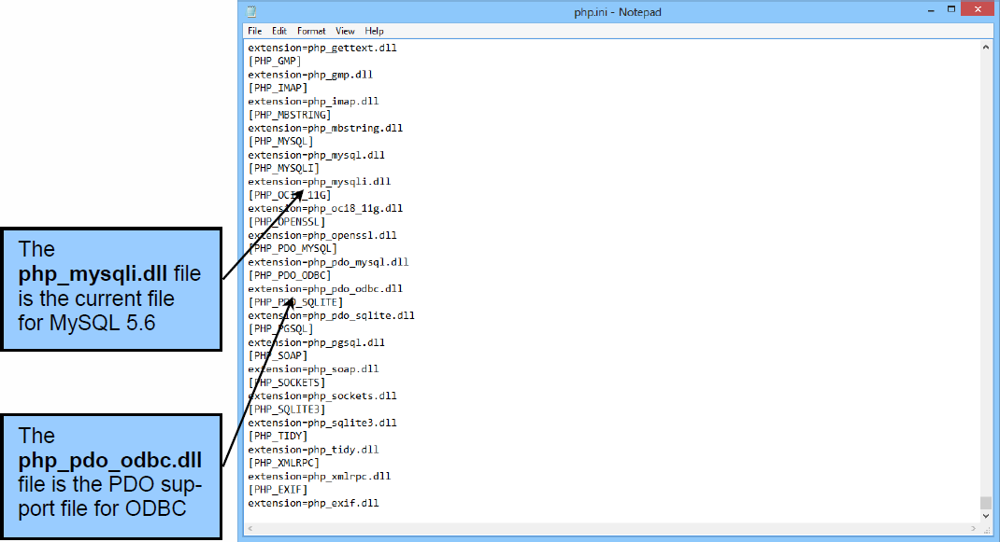 php.ini - Notepad
File Edit Format View Help
extension=php_gettext.dll
[PHP_GMP]
extension=php_gmp.dll
[PHP_IMAP]
extension=php_imap.dll
[PHP_MBSTRING]
extension=php_mbstring.dll
[PHP_MYSQL]
extension=php_mysql.dll
[PHP_MYSQLI]
extension=php_mysqli.dll
[PHP_OCI8_11G]
extension=php_oci8_11g.dll
[PHP_OPENSSL]
extension=php_openssl.dll
[PHP_PDO_MYSQL]
extension=php_pdo_mysql.dll
[PHP_PDO_ODBC]
extension=php_pdo_odbc.dll
[PHP_PDO_SQLITE]
extension=php_pdo_sqlite.dll
[PHP_PGSQL]
extension=php_pgsql.dll
[PHP_SOAP]
extension=php_soap.dll
[PHP_SOCKETS]
extension=php_sockets.dll
[PHP_SQLITE3]
extension=php_sqlite3.dll
[PHP_TIDY]
extension=php_tidy.dll
[PHP_XMLRPC]
extension=php_xmlrpc.dll
[PHP_EXIF]
extension=php_exif.dll
The
php_mysqli.dll file
is the current file
for MySQL 5.6
The
php_pdo_odbc.dll
file is the PDO sup-
port file for ODBC